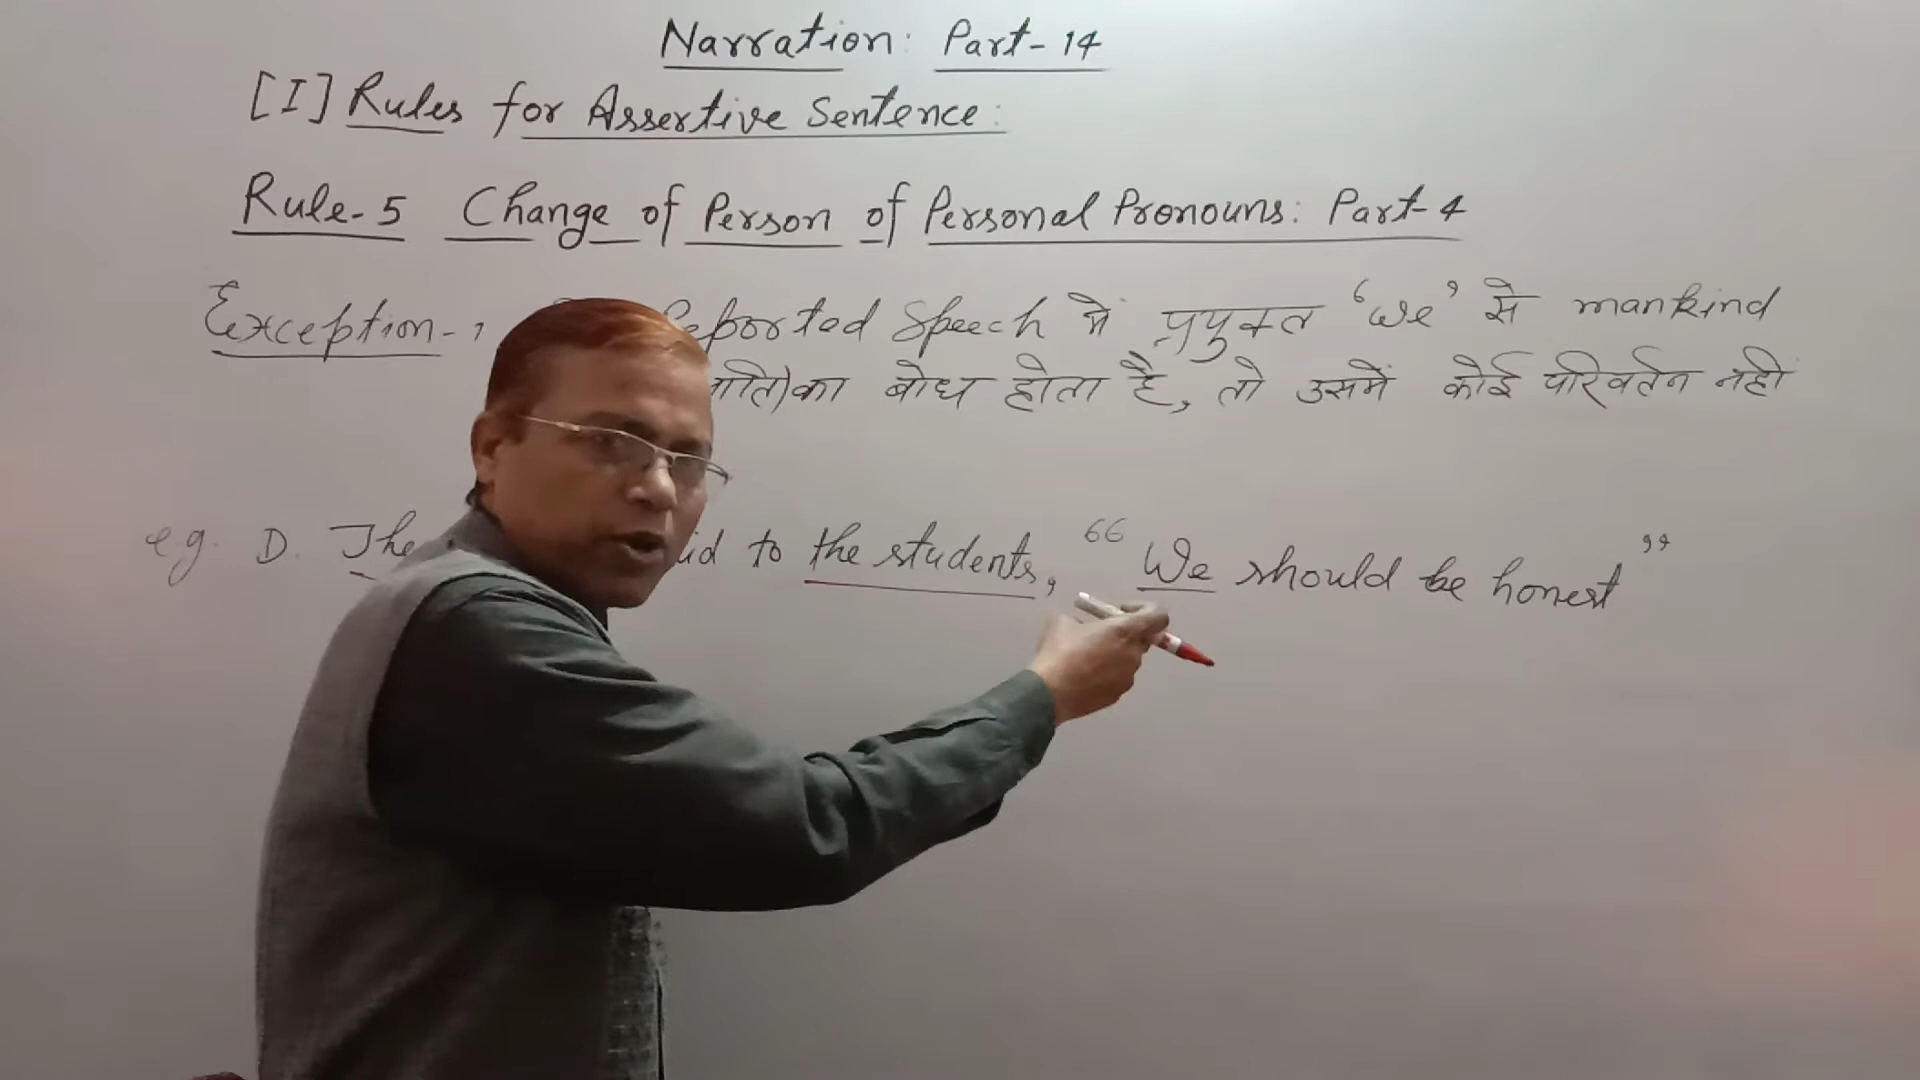 Narration: Part-14
[I] Rules for Assertive Sentence:
Rule-5 Change of Person of Personal Pronouns: Part-4
Exception-1 Reported Speech में प्रयुक्त 'We' से mankind
का बोध होता है, तो उसमें कोई परिवर्तन नहीं
e.g. D. The to the students, "We should be honest"